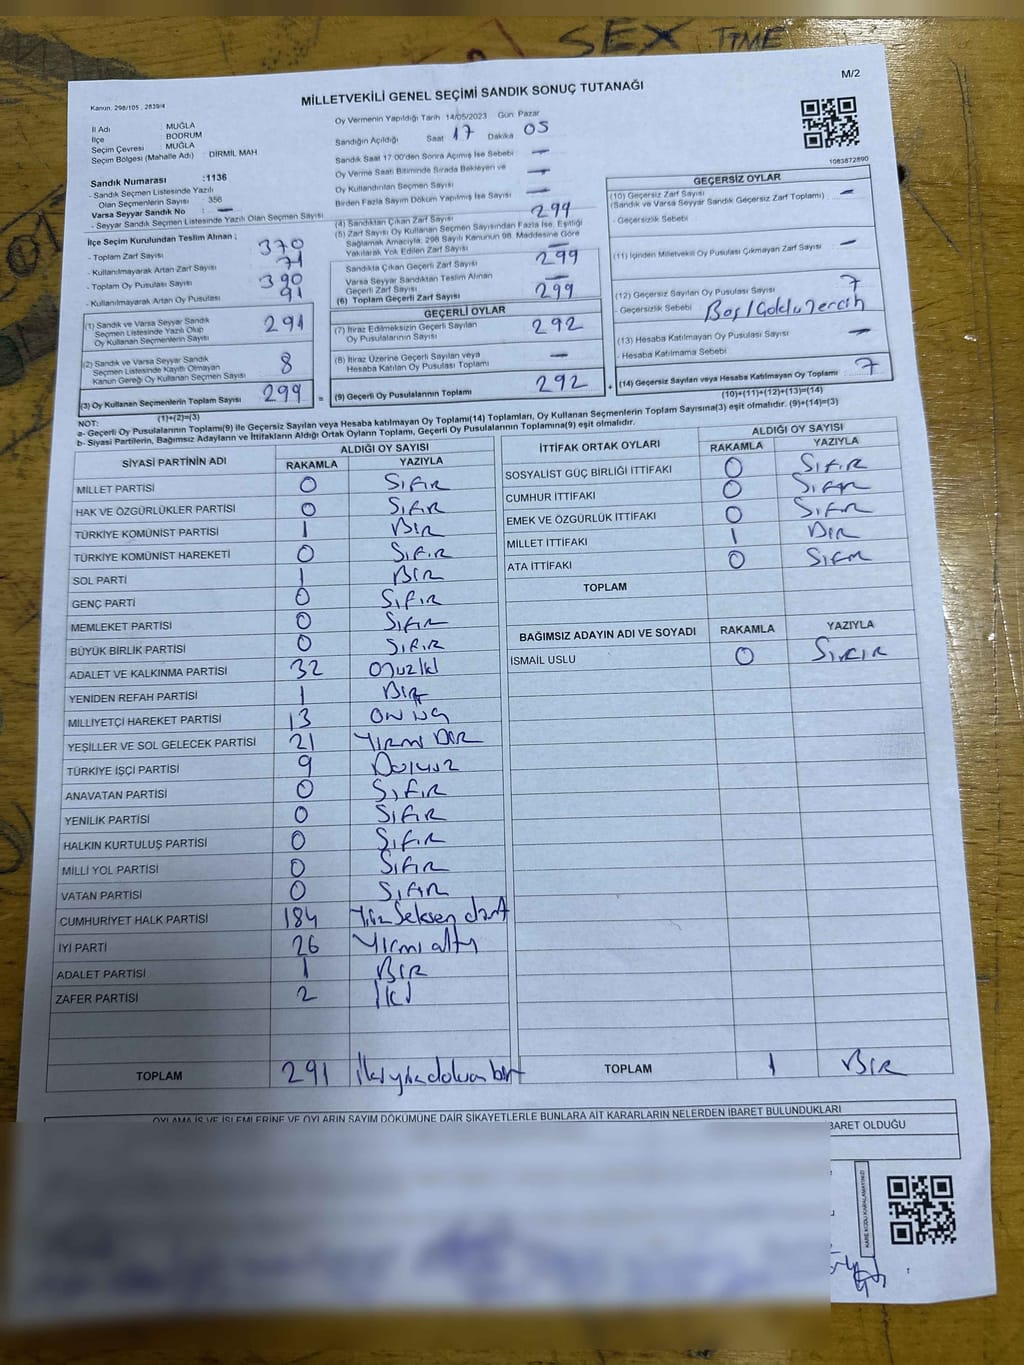 SEX TIME
M/2
Kanun. 298/105 , 2839/4
MİLLETVEKİLİ GENEL SEÇİMİ SANDIK SONUÇ TUTANAĞI
İl Adı : MUĞLA
İlçe : BODRUM
Seçim Çevresi : MUĞLA
Seçim Bölgesi (Mahalle Adı) : DİRMİL MAH
Sandık Numarası :1136
- Sandık Seçmen Listesinde Yazılı
Olan Seçmenlerin Sayısı : 356
Varsa Seyyar Sandık No : —
- Seyyar Sandık Seçmen Listesinde Yazılı Olan Seçmen Sayısı
İlçe Seçim Kurulundan Teslim Alınan ;
- Toplam Zarf Sayısı 370
- Kullanılmayarak Artan Zarf Sayısı 71
- Toplam Oy Pusulası Sayısı 390
- Kullanılmayarak Artan Oy Pusulası 91
(1) Sandık ve Varsa Seyyar Sandık
Seçmen Listesinde Yazılı Olup
Oy Kullanan Seçmenlerin Sayısı 291
(2) Sandık ve Varsa Seyyar Sandık
Seçmen Listesinde Kayıtlı Olmayan
Kanun Gereği Oy Kullanan Seçmen Sayısı 8
(3) Oy Kullanan Seçmenlerin Toplam Sayısı 299
(1)+(2)=(3)
Oy Vermenin Yapıldığı Tarih 14/05/2023 Gün: Pazar
Sandığın Açıldığı Saat 17 Dakika 05
Sandık Saat 17:00'den Sonra Açılmış İse Sebebi —
Oy Verme Saati Bitiminde Sırada Bekleyen ve —
Oy Kullandırılan Seçmen Sayısı —
Birden Fazla Sayım Döküm Yapılmış İse Sayısı —
(4) Sandıktan Çıkan Zarf Sayısı 299
(5) Zarf Sayısı Oy Kullanan Seçmen Sayısından Fazla İse, Eşitliği
Sağlamak Amacıyla, 298 Sayılı Kanunun 98. Maddesine Göre
Yakılarak Yok Edilen Zarf Sayısı —
Sandıkta Çıkan Geçerli Zarf Sayısı 299
Varsa Seyyar Sandıktan Teslim Alınan
Geçerli Zarf Sayısı —
(6) Toplam Geçerli Zarf Sayısı 299
GEÇERLİ OYLAR
(7) İtiraz Edilmeksizin Geçerli Sayılan
Oy Pusulalarının Sayısı 292
(8) İtiraz Üzerine Geçerli Sayılan veya
Hesaba Katılan Oy Pusulası Toplamı —
= (9) Geçerli Oy Pusulalarının Toplamı 292
1083872890
GEÇERSİZ OYLAR
(10) Geçersiz Zarf Sayısı
(Sandık ve Varsa Seyyar Sandık Geçersiz Zarf Toplamı) —
- Geçersizlik Sebebi
(11) İçinden Milletvekili Oy Pusulası Çıkmayan Zarf Sayısı —
(12) Geçersiz Sayılan Oy Pusulası Sayısı 7
- Geçersizlik Sebebi
(13) Hesaba Katılmayan Oy Pusulası Sayısı —
- Hesaba Katılmama Sebebi
+ (14) Geçersiz Sayılan veya Hesaba Katılmayan Oy Toplamı 7
(10)+(11)+(12)+(13)=(14)
NOT:
a- Geçerli Oy Pusulalarının Toplamı(9) ile Geçersiz Sayılan veya Hesaba katılmayan Oy Toplamı(14) Toplamları, Oy Kullanan Seçmenlerin Toplam Sayısına(3) eşit olmalıdır. (9)+(14)=(3)
b- Siyasi Partilerin, Bağımsız Adayların ve İttifakların Aldığı Ortak Oyların Toplamı, Geçerli Oy Pusulalarının Toplamına(9) eşit olmalıdır.
SİYASİ PARTİNİN ADI ALDIĞI OY SAYISI
RAKAMLA YAZIYLA
MİLLET PARTİSİ 0 Sıfır
HAK VE ÖZGÜRLÜKLER PARTİSİ 0 Sıfır
TÜRKİYE KOMÜNİST PARTİSİ 1 BİR
TÜRKİYE KOMÜNİST HAREKETİ 0 Sıfır
SOL PARTİ 1 BİR
GENÇ PARTİ 0 Sıfır
MEMLEKET PARTİSİ 0 Sıfır
BÜYÜK BİRLİK PARTİSİ 0 Sıfır
ADALET VE KALKINMA PARTİSİ 32 Otuziki
YENİDEN REFAH PARTİSİ 1 BİR
MİLLİYETÇİ HAREKET PARTİSİ 13 ON üç
YEŞİLLER VE SOL GELECEK PARTİSİ 21 Yirmi BİR
TÜRKİYE İŞÇİ PARTİSİ 9 Dokuz
ANAVATAN PARTİSİ 0 Sıfır
YENİLİK PARTİSİ 0 Sıfır
HALKIN KURTULUŞ PARTİSİ 0 Sıfır
MİLLİ YOL PARTİSİ 0 Sıfır
VATAN PARTİSİ 0 Sıfır
CUMHURİYET HALK PARTİSİ 184 Yüz Seksen dört
İYİ PARTİ 26 Yirmi altı
ADALET PARTİSİ 1 BİR
ZAFER PARTİSİ 2 İki
TOPLAM 291 İkiyüzdoksan bir
İTTİFAK ORTAK OYLARI ALDIĞI OY SAYISI
RAKAMLA YAZIYLA
SOSYALİST GÜÇ BİRLİĞİ İTTİFAKI 0 Sıfır
CUMHUR İTTİFAKI 0 Sıfır
EMEK VE ÖZGÜRLÜK İTTİFAKI 0 Sıfır
MİLLET İTTİFAKI 1 BİR
ATA İTTİFAKI 0 Sıfır
TOPLAM
BAĞIMSIZ ADAYIN ADI VE SOYADI RAKAMLA YAZIYLA
İSMAİL USLU 0 Sıfır
TOPLAM 1 BİR
OYLAMA İŞ VE İŞLEMLERİNE VE OYLARIN SAYIM DÖKÜMÜNE DAİR ŞİKAYETLERLE BUNLARA AİT KARARLARIN NELERDEN İBARET BULUNDUKLARI
BARET OLDUĞU
KARE KODU KARALAMAYINIZ